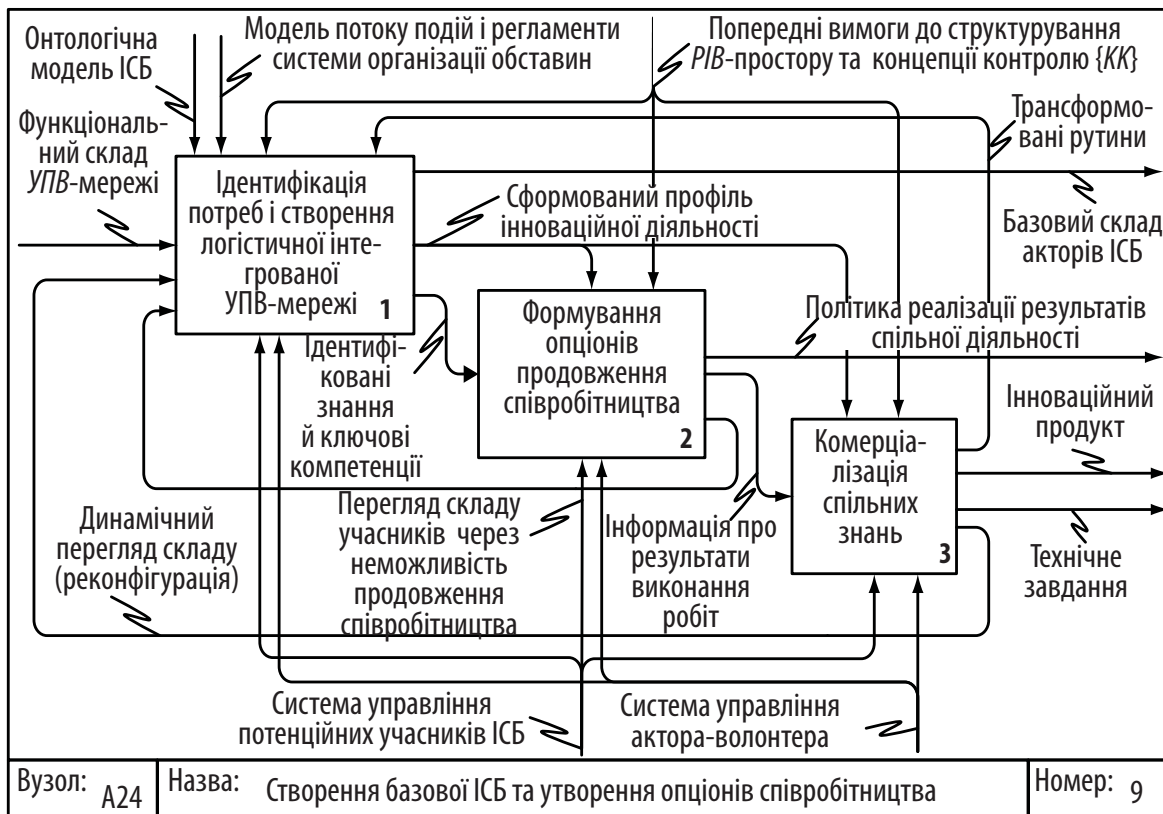 Онтологічна
модель ІСБ
Модель потоку подій і регламенти
системи організації обставин
Попередні вимоги до структурування
РІВ-простору та концепції контролю {КК}
Функціональ-
ний склад
УПВ-мережі
Трансформо-
вані рутини
Ідентифікація
потреб і створення
логістичної інте-
грованої
УПВ-мережі
1
Сформований профіль
інноваційної діяльності
Базовий склад
акторів ІСБ
Політика реалізації результатів
спільної діяльності
Формування
опціонів
продовження
співробітництва
2
Ідентифі-
ковані
знання
й ключові
компетенції
Інноваційний
продукт
Комерціа-
лізація
спільних
знань
3
Динамічний
перегляд складу
(реконфігурація)
Перегляд складу
учасників через
неможливість
продовження
співробітництва
Інформація про
результати
виконання
робіт
Технічне
завдання
Система управління
потенційних учасників ІСБ
Система управління
актора-волонтера
Вузол: А24
Назва: Створення базової ІСБ та утворення опціонів співробітництва
Номер: 9